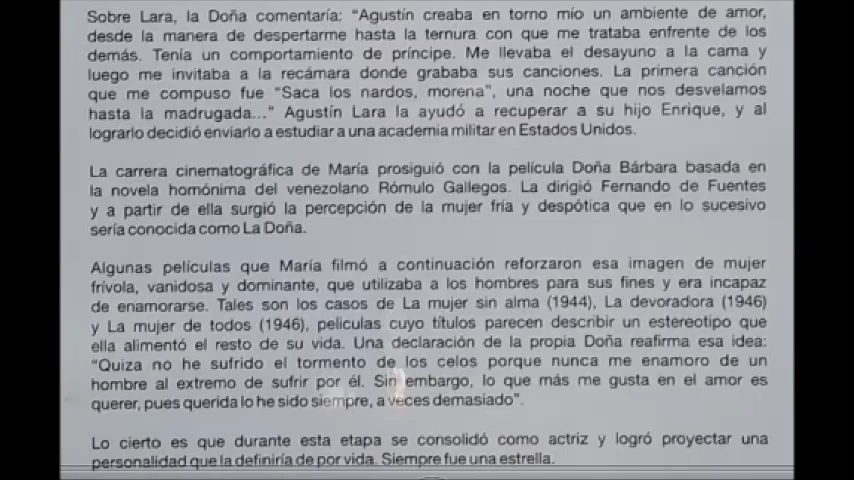 Sobre Lara, la Doña comentaría: “Agustín creaba en torno mío un ambiente de amor,
desde la manera de despertarme hasta la ternura con que me trataba enfrente de los
demás. Tenía un comportamiento de príncipe. Me llevaba el desayuno a la cama y
luego me invitaba a la recámara donde grababa sus canciones. La primera canción
que me compuso fue “Saca los nardos, morena”, una noche que nos desvelamos
hasta la madrugada...” Agustín Lara la ayudó a recuperar a su hijo Enrique, y al
lograrlo decidió enviarlo a estudiar a una academia militar en Estados Unidos.
La carrera cinematográfica de María prosiguió con la película Doña Bárbara basada en
la novela homónima del venezolano Rómulo Gallegos. La dirigió Fernando de Fuentes
y a partir de ella surgió la percepción de la mujer fría y despótica que en lo sucesivo
sería conocida como La Doña.
Algunas películas que María filmó a continuación reforzaron esa imagen de mujer
frívola, vanidosa y dominante, que utilizaba a los hombres para sus fines y era incapaz
de enamorarse. Tales son los casos de La mujer sin alma (1944), La devoradora (1946)
y La mujer de todos (1946), peliculas cuyo títulos parecen describir un estereotipo que
ella alimentó el resto de su vida. Una declaración de la propia Doña reafirma esa idea:
“Quiza no he sufrido el tormento de los celos porque nunca me enamoro de un
hombre al extremo de sufrir por él. Sin embargo, lo que más me gusta en el amor es
querer, pues querida lo he sido siempre, a veces demasiado”.
Lo cierto es que durante esta etapa se consolidó como actriz y logró proyectar una
personalidad que la definiría de por vida. Siempre fue una estrella.